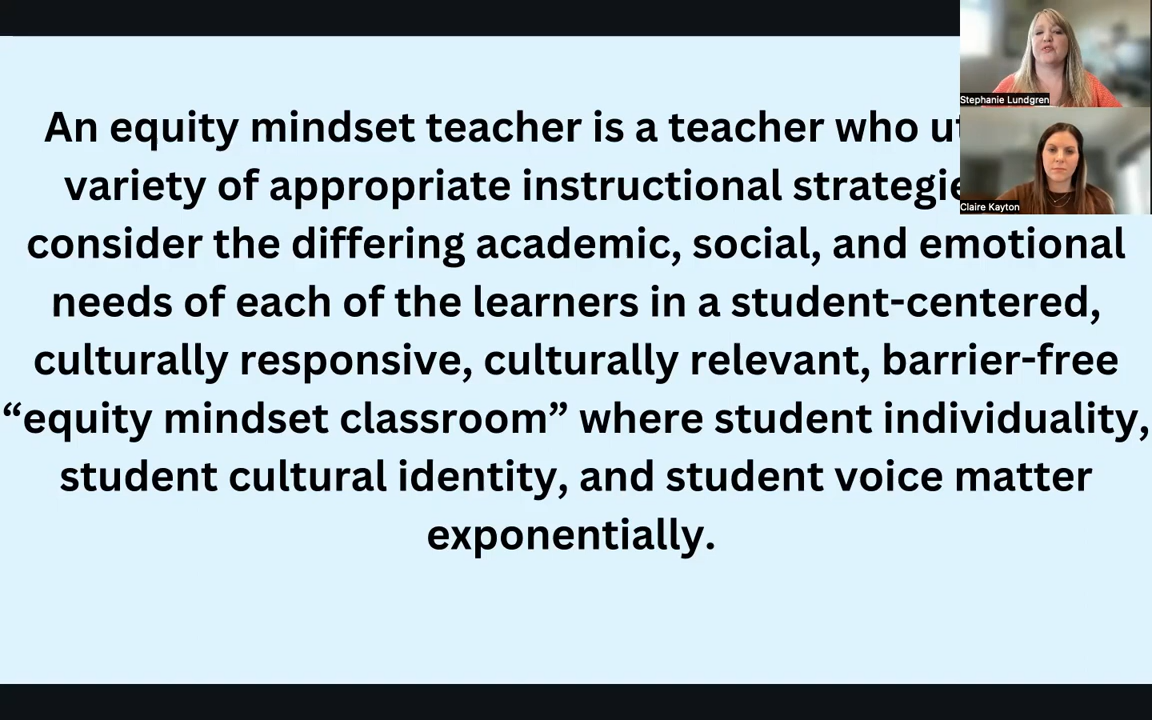 An equity mindset teacher is a teacher who
variety of appropriate instructional
consider the differing academic, social, and emotional
needs of each of the learners in a student-centered,
culturally responsive, culturally relevant, barrier-free
“equity mindset classroom” where student individuality,
student cultural identity, and student voice matter
exponentially.
Stephanie Lundgren
Claire Kayton